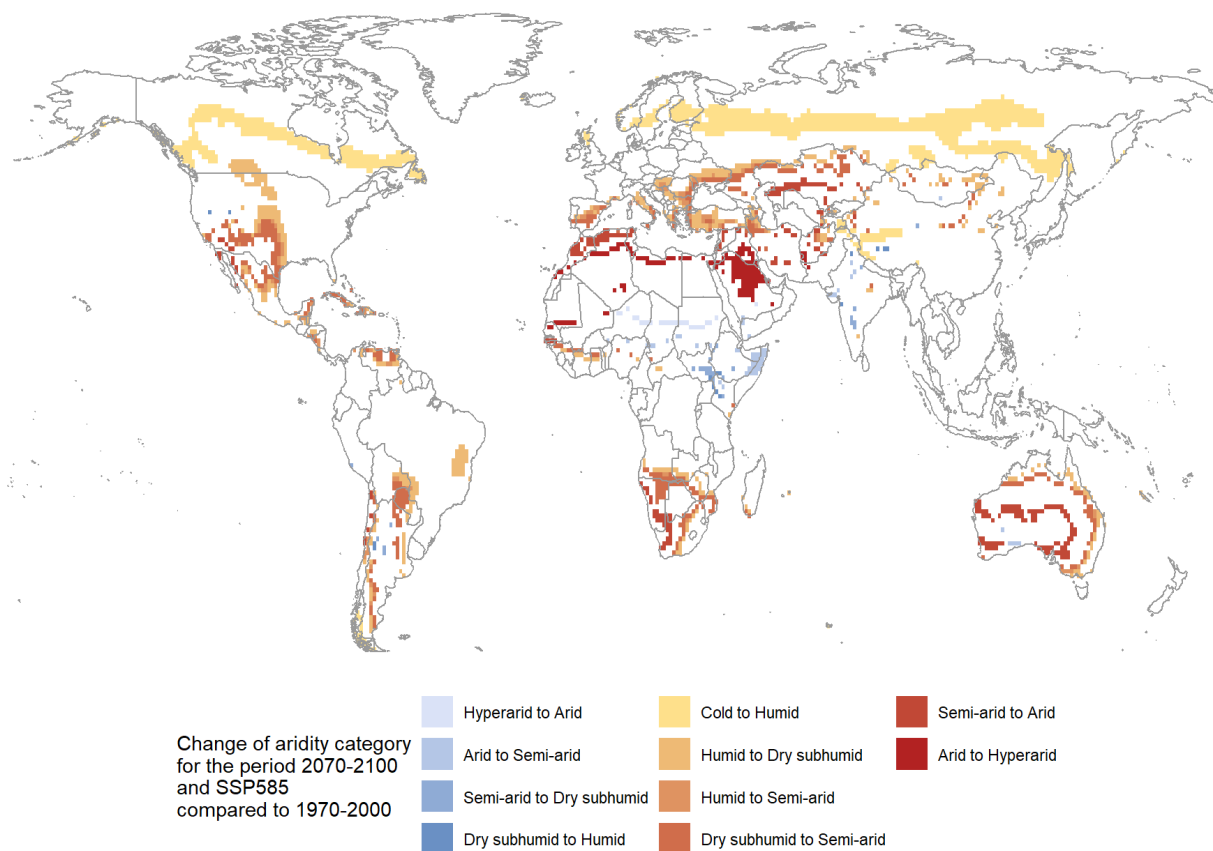 Change of aridity category
for the period 2070-2100
and SSP585
compared to 1970-2000
Hyperarid to Arid
Arid to Semi-arid
Semi-arid to Dry subhumid
Dry subhumid to Humid
Cold to Humid
Humid to Dry subhumid
Humid to Semi-arid
Dry subhumid to Semi-arid
Semi-arid to Arid
Arid to Hyperarid